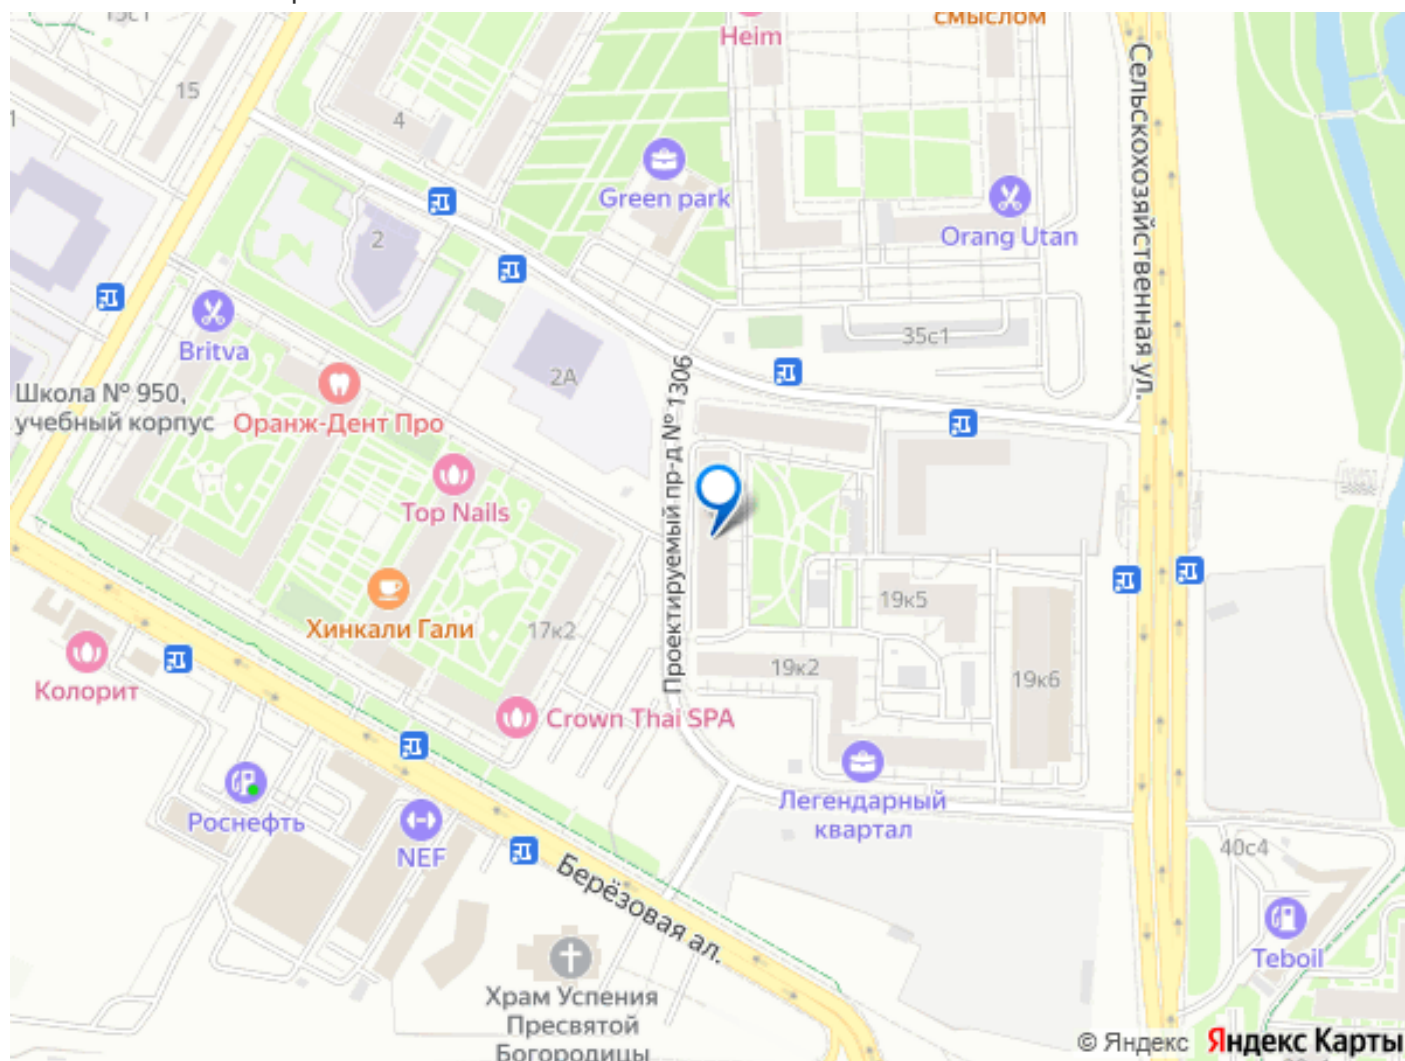 15с1
Heim
смыслом
Сельскохозяйственная ул.
15
4
1
Green park
Orang Utan
2
Britva
35с1
2А
Школа № 950,
учебный корпус
Оранж-Дент Про
Проектируемый пр-д № 1306
Top Nails
Хинкали Гали
17к2
19к5
19к2
19к6
Колорит
Crown Thai SPA
Легендарный
квартал
Роснефть
NEF
40с4
Берёзовая ал.
Teboil
Храм Успения
Пресвятой
Богородицы
© Яндекс Яндекс Карты